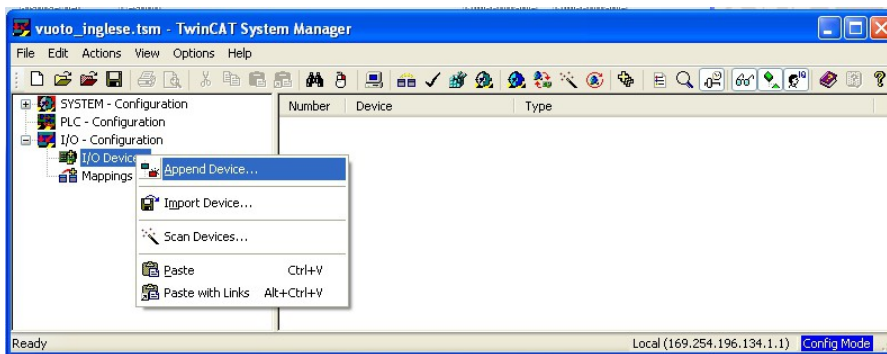 vuoto_inglese.tsm - TwinCAT System Manager
File Edit Actions View Options Help
SYSTEM - Configuration
PLC - Configuration
I/O - Configuration
I/O Device
Mappings
Number Device Type
Append Device...
Import Device...
Scan Devices...
Paste Ctrl+V
Paste with Links Alt+Ctrl+V
Ready Local (169.254.196.134.1.1) Config Mode